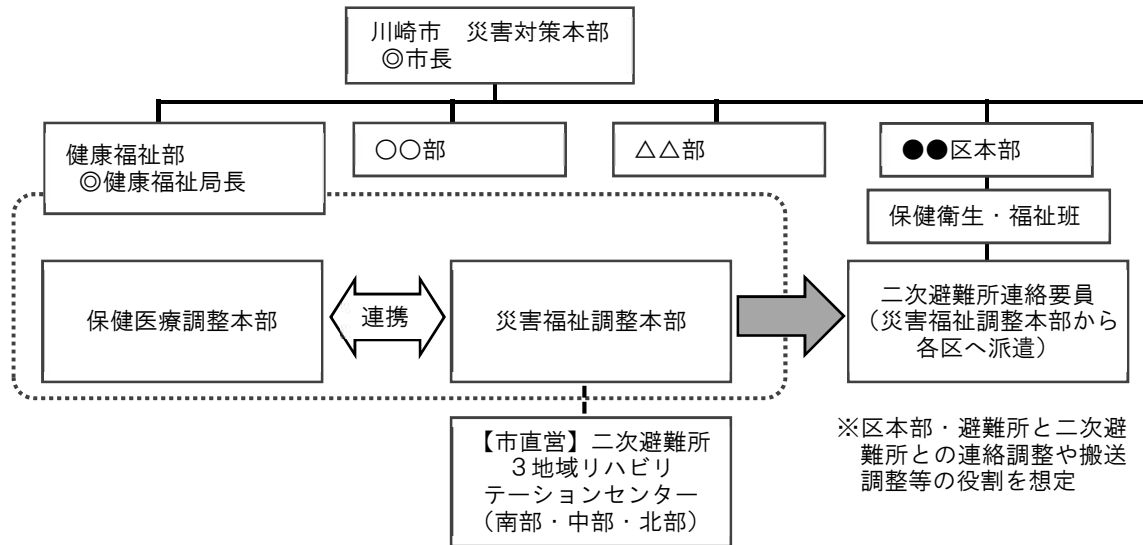 川崎市　災害対策本部
◎市長
健康福祉部
◎健康福祉局長
○○部
△△部
●●区本部
保健衛生・福祉班
保健医療調整本部
連携
災害福祉調整本部
二次避難所連絡要員
（災害福祉調整本部から
各区へ派遣）
【市直営】二次避難所
３地域リハビリ
テーションセンター
（南部・中部・北部）
※区本部・避難所と二次避
難所との連絡調整や搬送
調整等の役割を想定